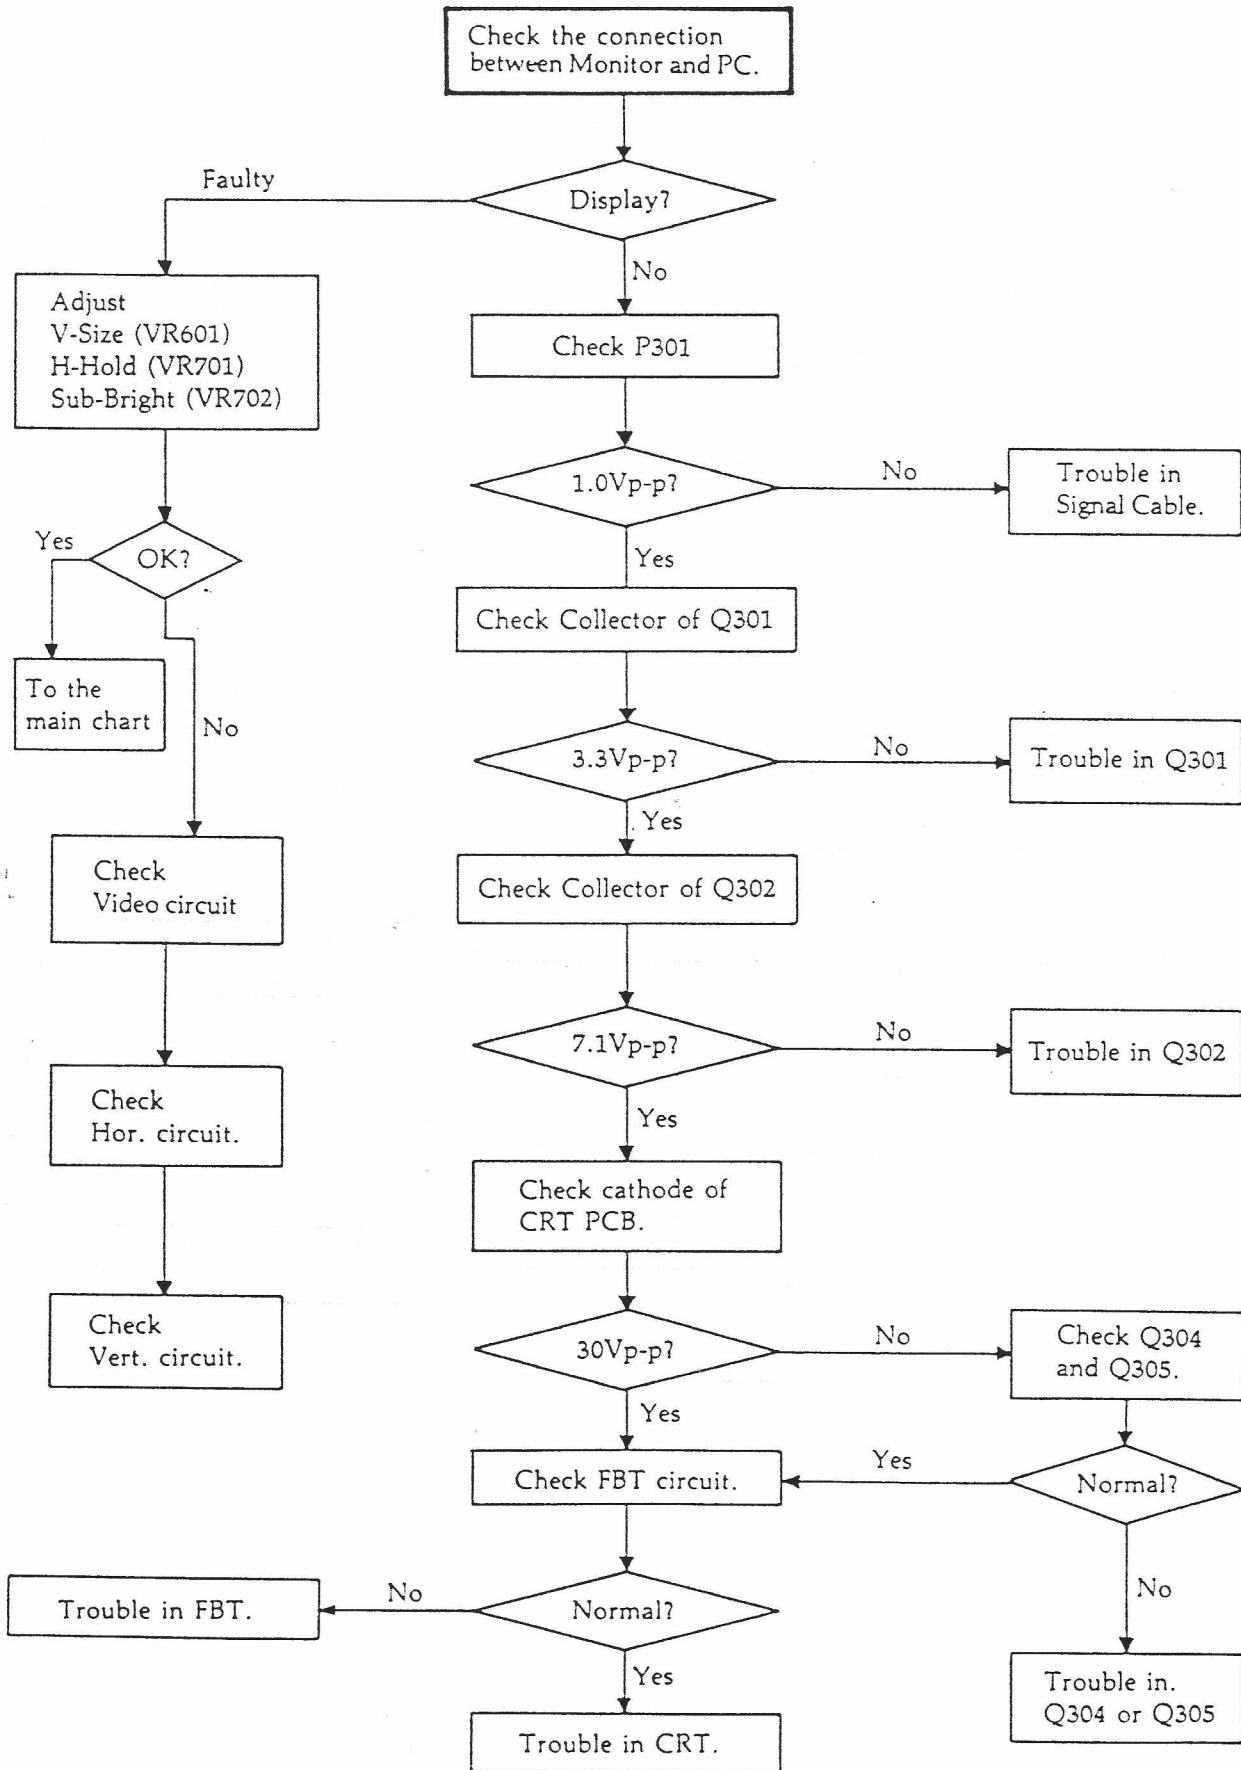 Check the connection
between Monitor and PC.
Faulty
Display?
No
Adjust
V-Size (VR601)
H-Hold (VR701)
Sub-Bright (VR702)
Check P301
1.0Vp-p?
No
Trouble in
Signal Cable.
Yes
OK?
Yes
Check Collector of Q301
To the
main chart
No
3.3Vp-p?
No
Trouble in Q301
Yes
Check
Video circuit
Check Collector of Q302
7.1Vp-p?
No
Trouble in Q302
Check
Hor. circuit.
Yes
Check cathode of
CRT PCB.
Check
Vert. circuit.
30Vp-p?
No
Check Q304
and Q305.
Yes
Check FBT circuit.
Yes
Normal?
Trouble in FBT.
No
Normal?
No
Yes
Trouble in.
Q304 or Q305
Trouble in CRT.